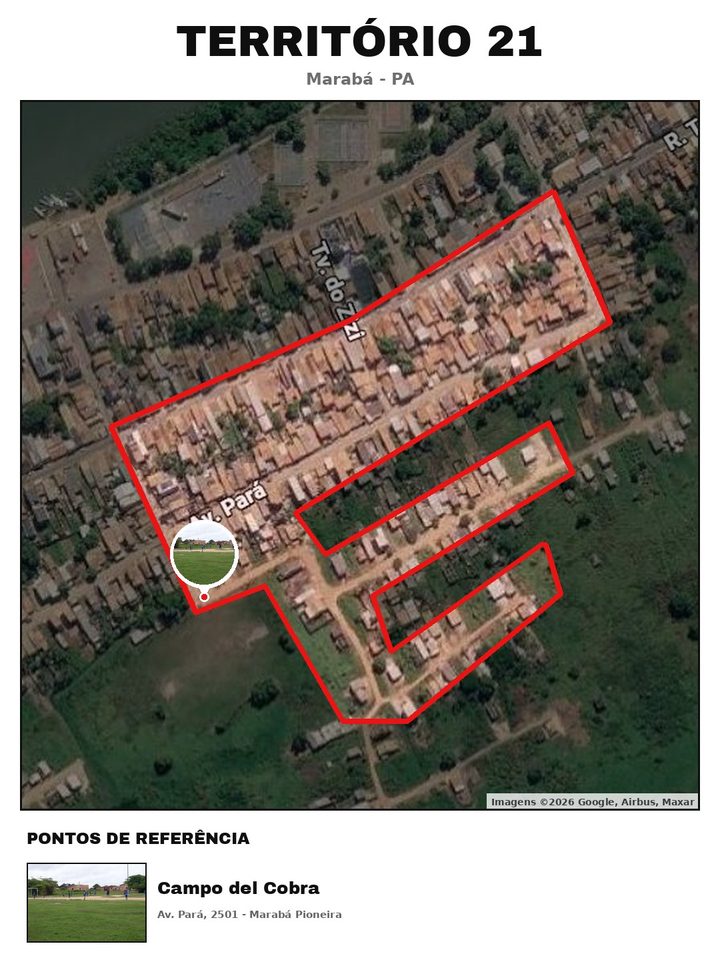 TERRITÓRIO 21
Marabá - PA
R. T
Tv. do Zizi
Av. Pará
Imagens ©2026 Google, Airbus, Maxar
PONTOS DE REFERÊNCIA
Campo del Cobra
Av. Pará, 2501 - Marabá Pioneira